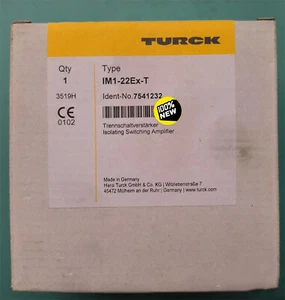 TURCK
Qty
Type
1
IM1-22Ex-T
3519H
Ident-No.7541232
100%
NEW
CE
0102
Trennschaltverstärker
Isolating Switching Amplifier
Made in Germany
Hans Turck GmbH & Co. KG | Witzlebenstraße 7
45472 Mülheim an der Ruhr | Germany | www.turck.com